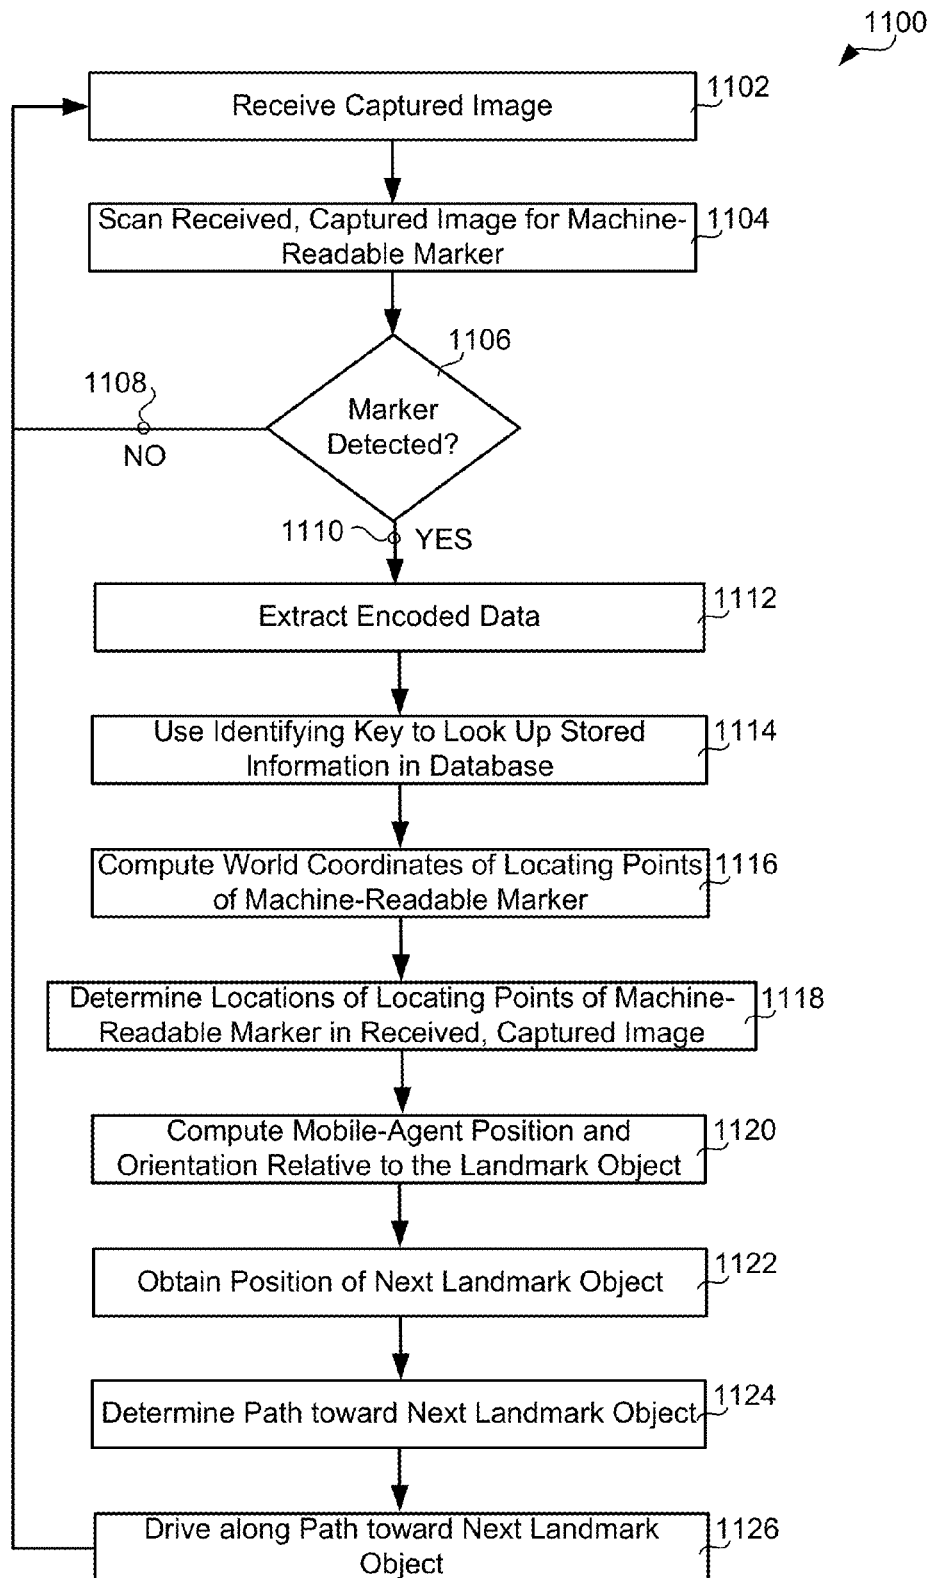 1100
Receive Captured Image
1102
Scan Received, Captured Image for Machine-
Readable Marker
1104
1106
Marker
Detected?
1108
NO
1110
YES
Extract Encoded Data
1112
Use Identifying Key to Look Up Stored
Information in Database
1114
Compute World Coordinates of Locating Points
of Machine-Readable Marker
1116
Determine Locations of Locating Points of Machine-
Readable Marker in Received, Captured Image
1118
Compute Mobile-Agent Position and
Orientation Relative to the Landmark Object
1120
Obtain Position of Next Landmark Object
1122
Determine Path toward Next Landmark Object
1124
Drive along Path toward Next Landmark
Object
1126